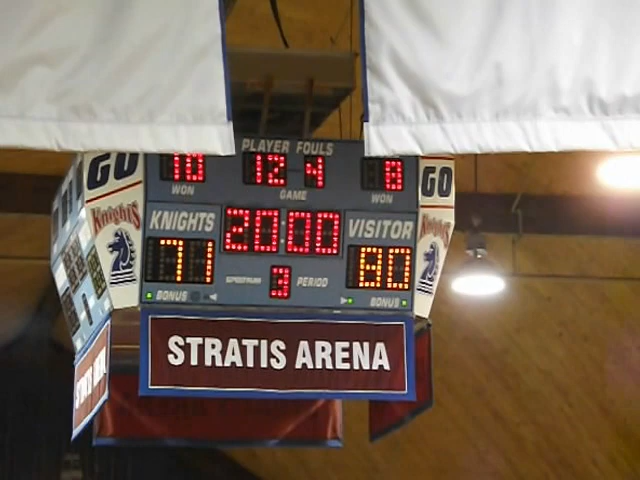 PLAYER FOULS
10 12 4 8
WON GAME WON
GO GO
KNIGHTS 20:00 VISITOR
Knights Knights
71 80
3 PERIOD
BONUS BONUS
STRATIS ARENA